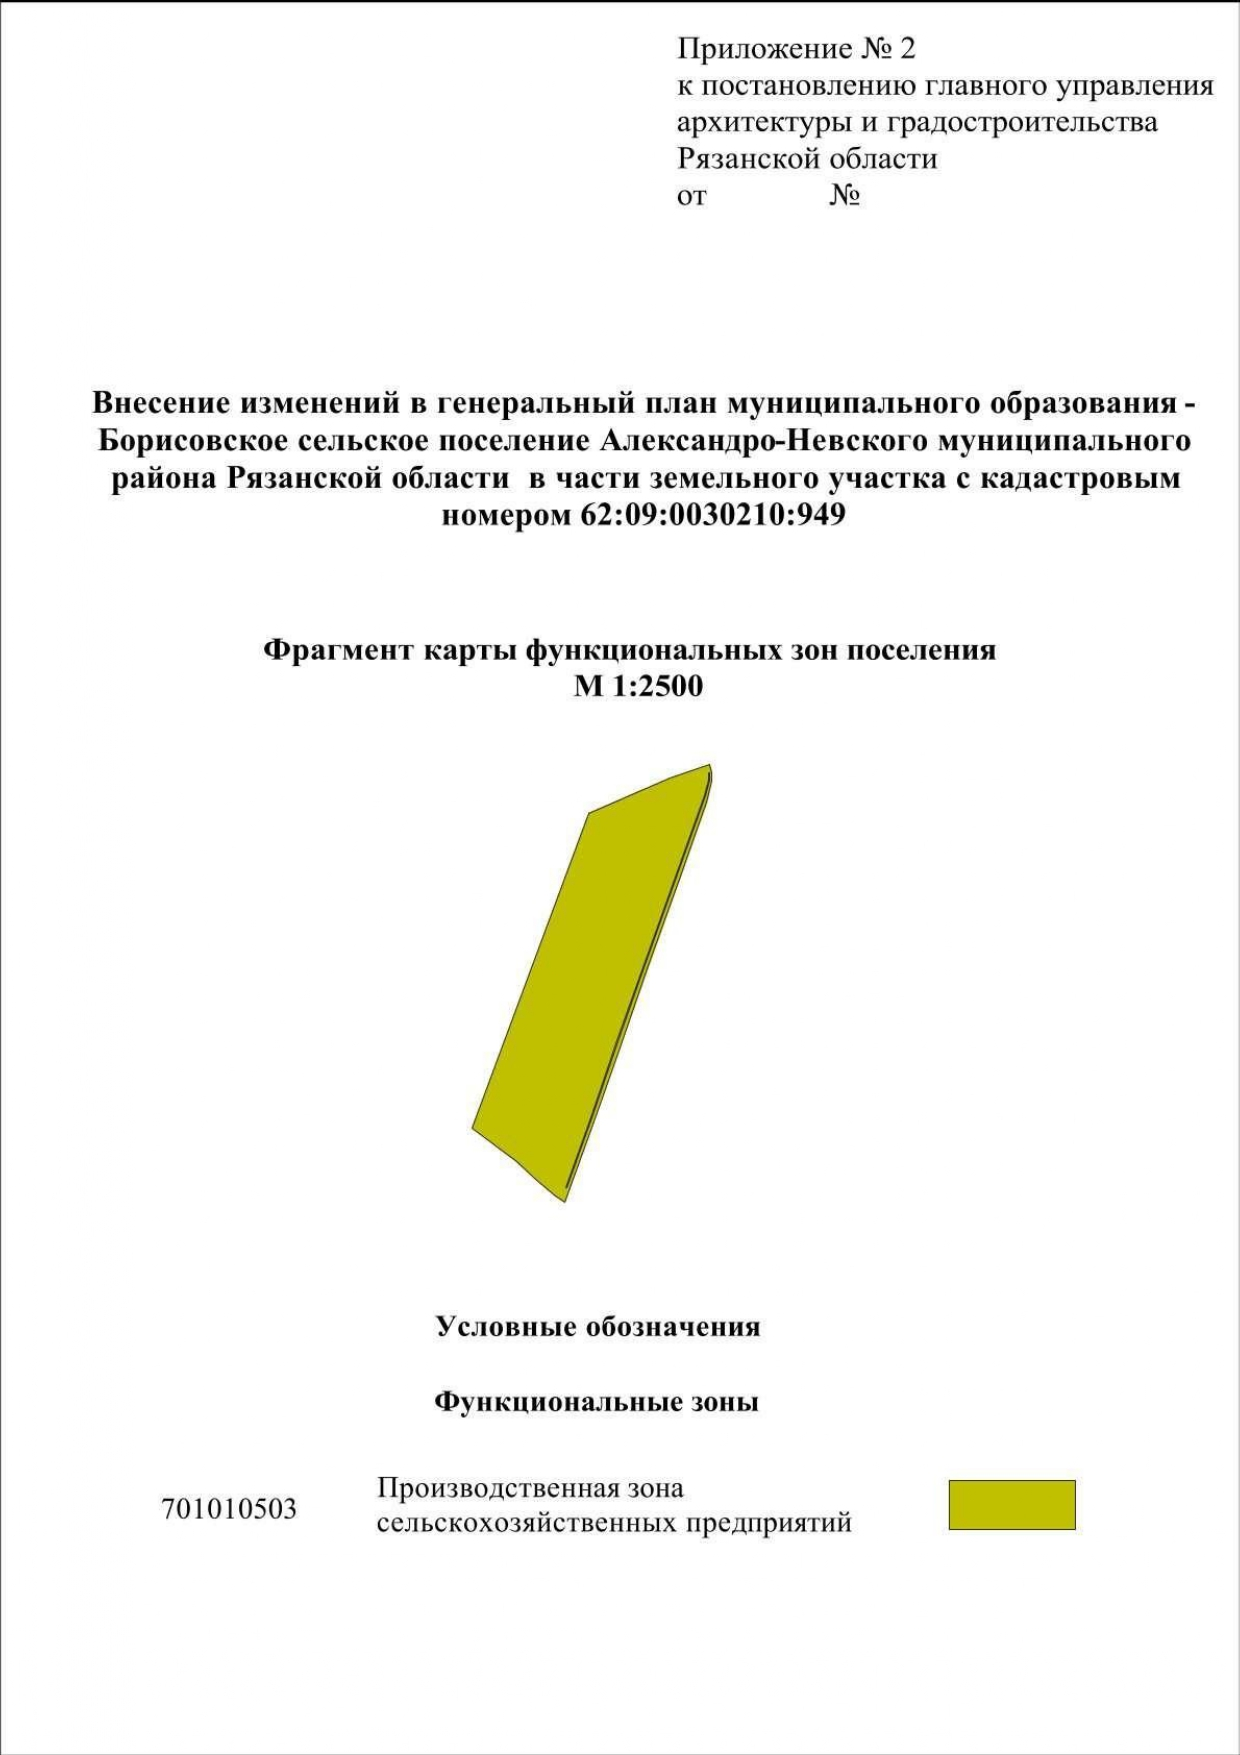 Приложение № 2
к постановлению главного управления
архитектуры и градостроительства
Рязанской области
от №
Внесение изменений в генеральный план муниципального образования -
Борисовское сельское поселение Александро-Невского муниципального
района Рязанской области в части земельного участка с кадастровым
номером 62:09:0030210:949
Фрагмент карты функциональных зон поселения
М 1:2500
Условные обозначения
Функциональные зоны
701010503
Производственная зона
сельскохозяйственных предприятий